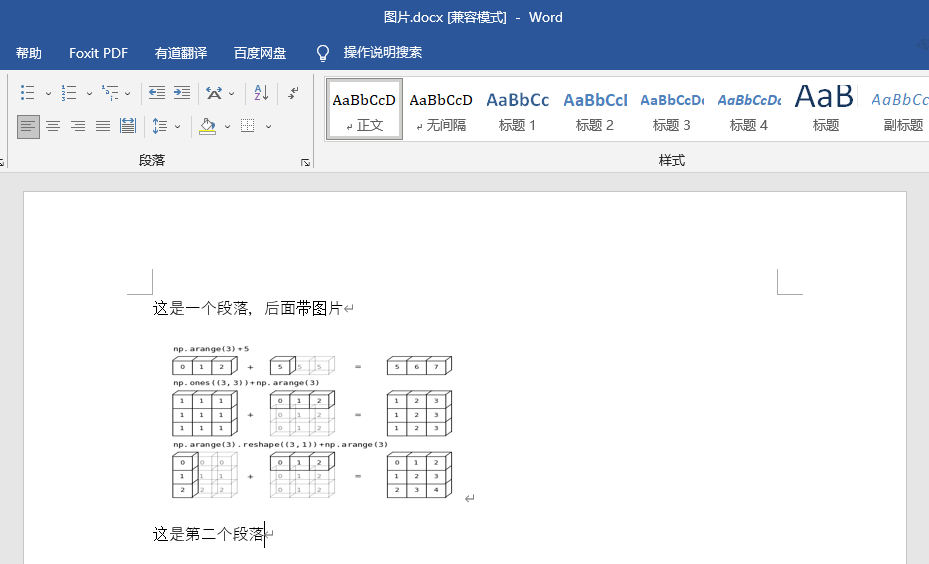 图片.docx [兼容模式] - Word
帮助 Foxit PDF 有道翻译 百度网盘 操作说明搜索
AaBbCcD AaBbCcD AaBbCc AaBbCcI AaBbCcD AaBbCcDc AaB AaBbCc
正文 无间隔 标题 1 标题 2 标题 3 标题 4 标题 副标题
段落 样式
这是一个段落，后面带图片
np.arange(3)+5
0 1 2 + 5 5 5 = 5 6 7
np.ones((3,3))+np.arange(3)
1 1 1 0 1 2 1 2 3
1 1 1 + 0 1 2 = 1 2 3
1 1 1 0 1 2 1 2 3
np.arange(3).reshape((3,1))+np.arange(3)
0 0 0 0 1 2 0 1 2
1 1 1 + 0 1 2 = 1 2 3
2 2 2 0 1 2 2 3 4
这是第二个段落